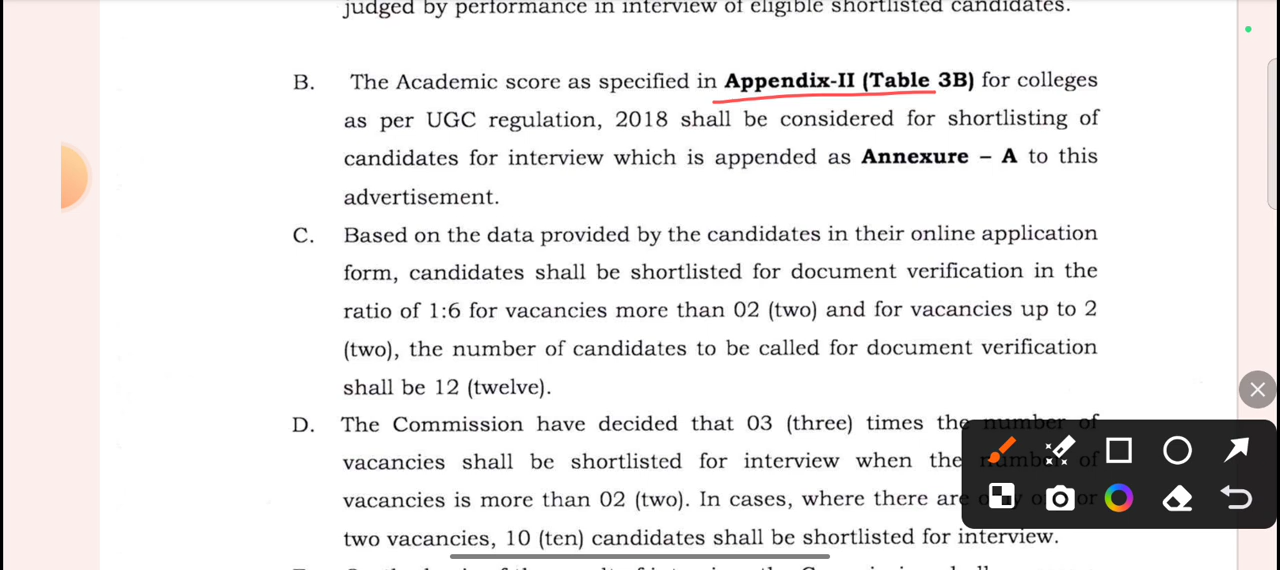 judged by performance in interview of eligible shortlisted candidates.
B. The Academic score as specified in Appendix-II (Table 3B) for colleges
as per UGC regulation, 2018 shall be considered for shortlisting of
candidates for interview which is appended as Annexure – A to this
advertisement.
C. Based on the data provided by the candidates in their online application
form, candidates shall be shortlisted for document verification in the
ratio of 1:6 for vacancies more than 02 (two) and for vacancies up to 2
(two), the number of candidates to be called for document verification
shall be 12 (twelve).
D. The Commission have decided that 03 (three) times the number of
vacancies shall be shortlisted for interview when the number of
vacancies is more than 02 (two). In cases, where there are
two vacancies, 10 (ten) candidates shall be shortlisted for interview.